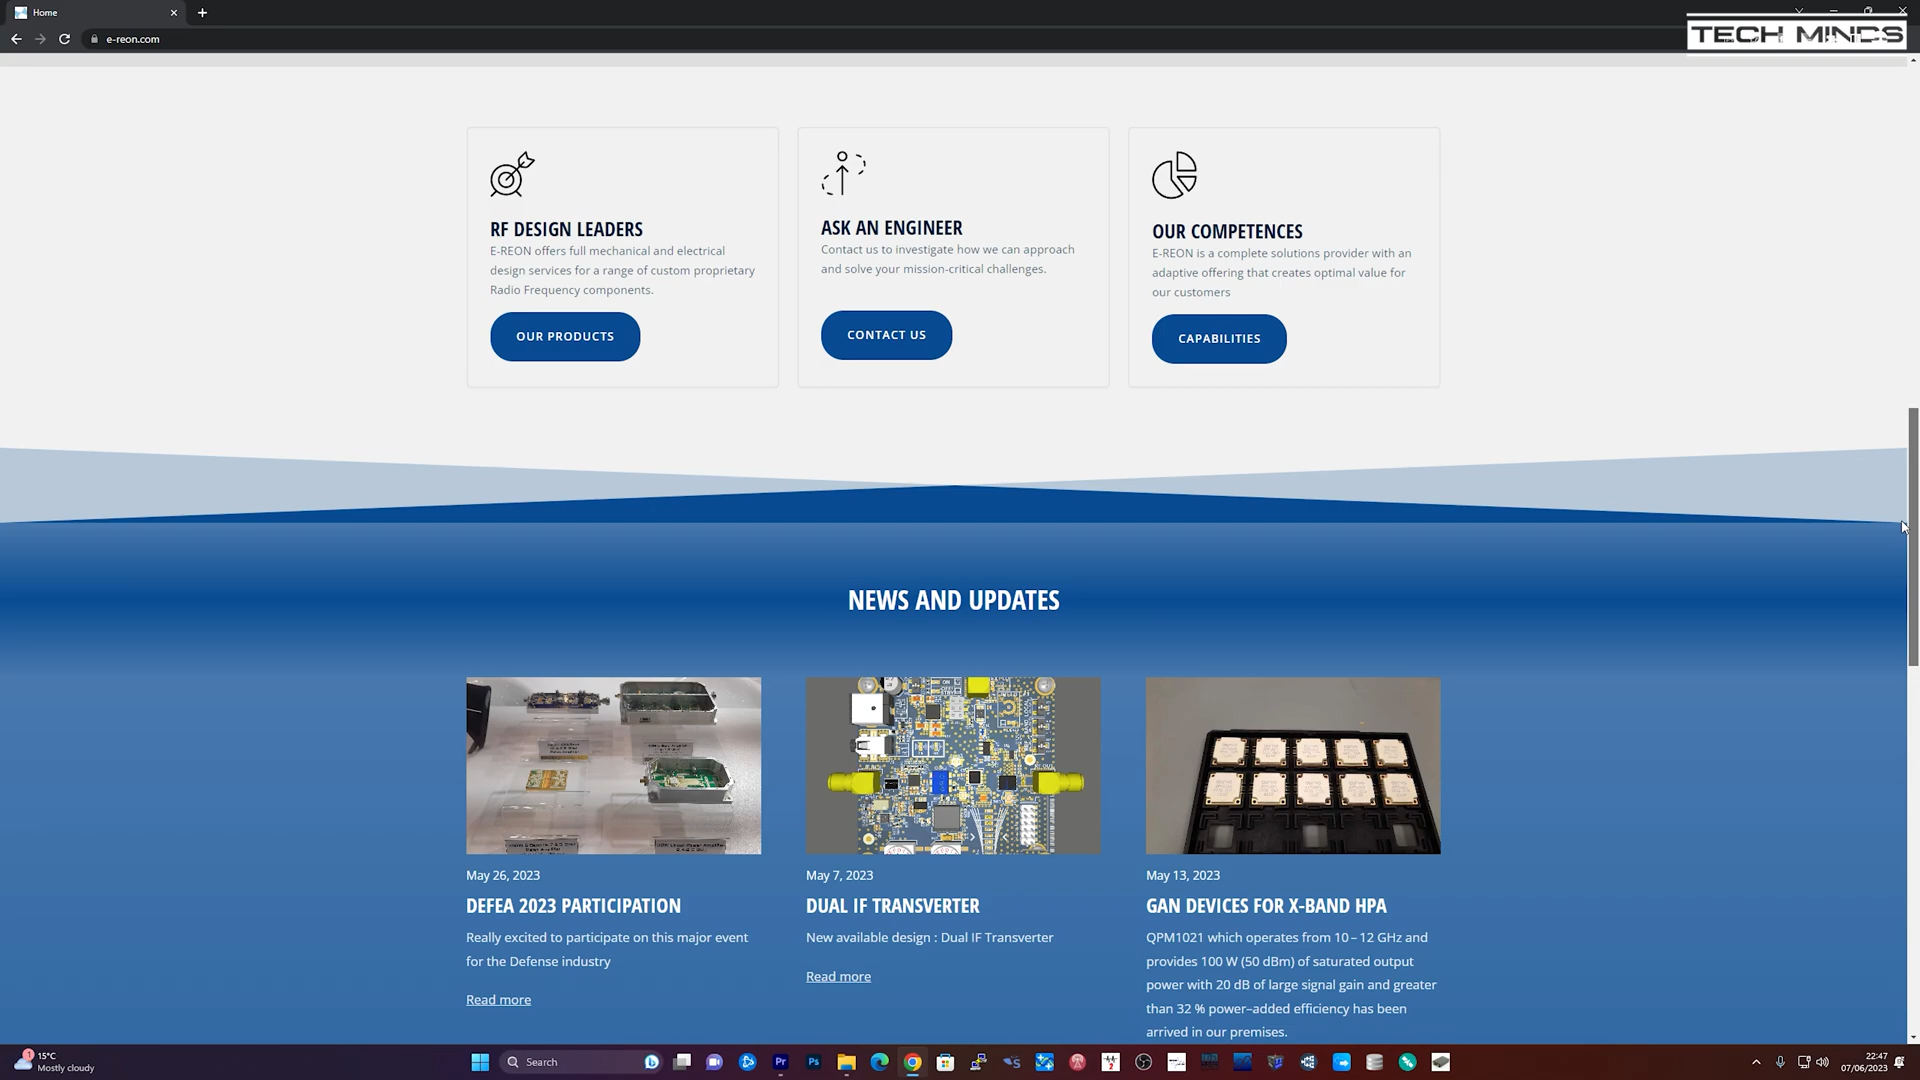 Home
e-reon.com
TECH MINDS
RF DESIGN LEADERS
E-REON offers full mechanical and electrical
design services for a range of custom proprietary
Radio Frequency components.
OUR PRODUCTS
ASK AN ENGINEER
Contact us to investigate how we can approach
and solve your mission-critical challenges.
CONTACT US
OUR COMPETENCES
E-REON is a complete solutions provider with an
adaptive offering that creates optimal value for
our customers
CAPABILITIES
NEWS AND UPDATES
May 26, 2023
DEFEA 2023 PARTICIPATION
Really excited to participate on this major event
for the Defense industry
Read more
May 7, 2023
DUAL IF TRANSVERTER
New available design : Dual IF Transverter
Read more
May 13, 2023
GAN DEVICES FOR X-BAND HPA
QPM1021 which operates from 10 – 12 GHz and
provides 100 W (50 dBm) of saturated output
power with 20 dB of large signal gain and greater
than 32 % power–added efficiency has been
arrived in our premises.
1
15°C
Mostly cloudy
Search
Pr
Ps
22:47
07/06/2023